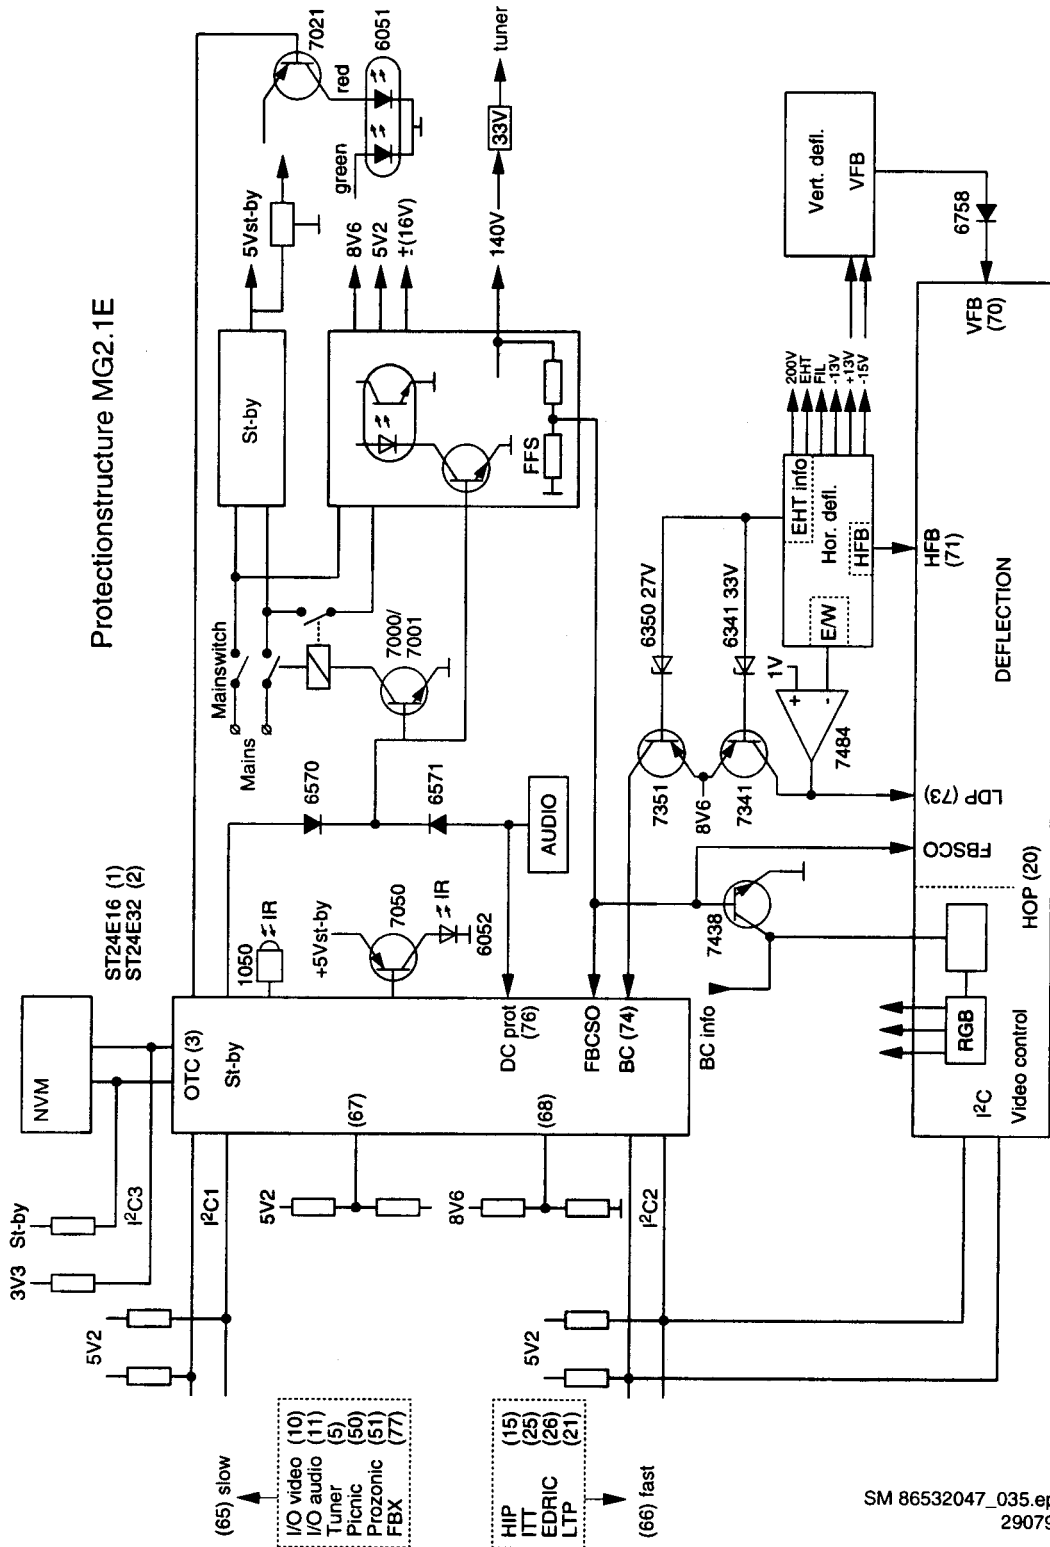 Protectionstructure MG2.1E
7021
6051
red
green
tuner
33V
140V
5Vst-by
8V6
5V2
±(16V)
St-by
FFS
Mainswitch
Mains
7000/
7001
6570
6571
AUDIO
ST24E16 (1)
ST24E32 (2)
1050
IR
+5Vst-by
7050
IR
6052
NVM
OTC (3)
St-by
DC prot
(76)
FBCSO
BC (74)
(67)
(68)
St-by
3V3
I²C3
I²C1
5V2
5V2
8V6
I²C2
5V2
(65) slow
I/O video (10)
I/O audio (11)
Tuner (5)
Picnic (50)
Prozonic (51)
FBX (77)
HIP (15)
ITT (25)
EDRIC (26)
LTP (21)
(66) fast
Vert. defl.
VFB
6758
200V
EHT
FIL
-13V
+13V
-15V
EHT info
Hor. defl.
HFB
E/W
6350 27V
6341 33V
1V
+
-
7484
7351
8V6
7341
7438
BC info
VFB
(70)
HFB
(71)
DEFLECTION
LDP (73)
FBSCO
HOP (20)
RGB
I²C
Video control
SM 86532047_035.ep
29079